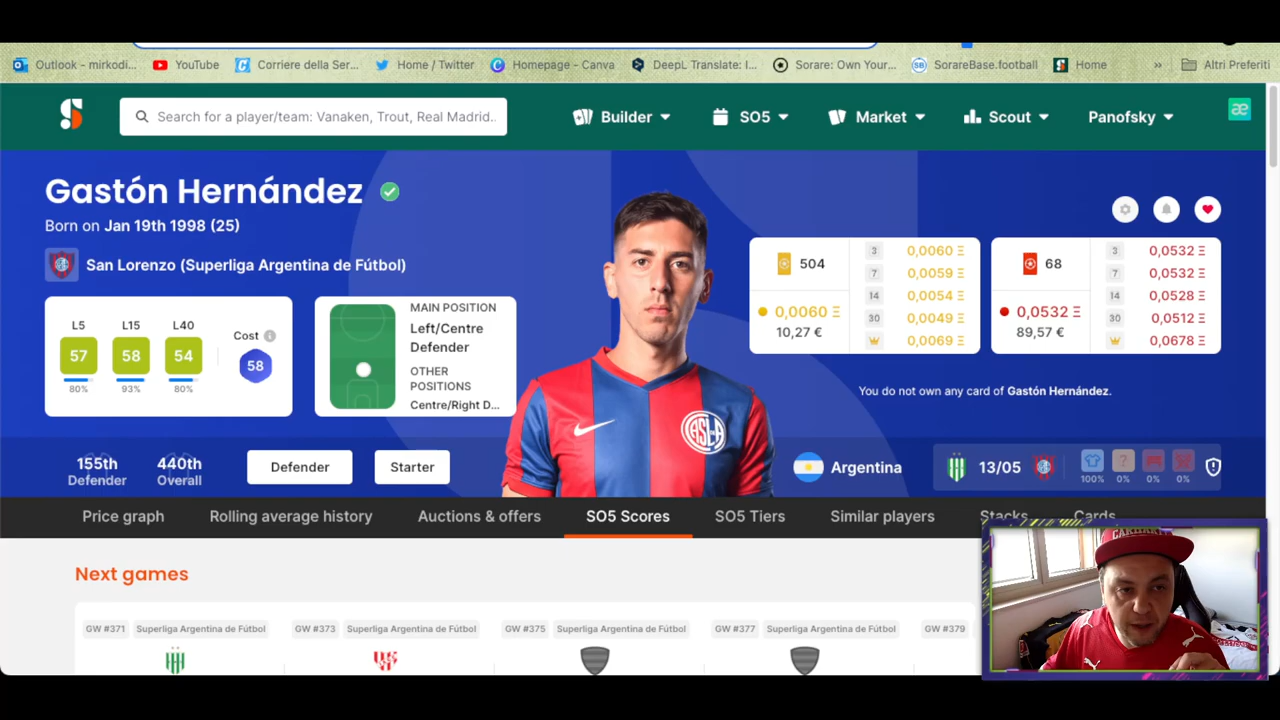 Outlook - mirkodi...
YouTube
Corriere della Ser...
Home / Twitter
Homepage - Canva
DeepL Translate: I...
Sorare: Own Your...
SorareBase.football
Home
»
Altri Preferiti
Search for a player/team: Vanaken, Trout, Real Madrid..
Builder
SO5
Market
Scout
Panofsky
æ
Gastón Hernández
Born on Jan 19th 1998 (25)
San Lorenzo (Superliga Argentina de Fútbol)
L5 L15 L40
Cost
57 58 54
58
80% 93% 80%
MAIN POSITION
Left/Centre
Defender
OTHER
POSITIONS
Centre/Right D...
504
0,0060 Ξ
10,27 €
3 0,0060 Ξ
7 0,0059 Ξ
14 0,0054 Ξ
30 0,0049 Ξ
0,0069 Ξ
68
0,0532 Ξ
89,57 €
3 0,0532 Ξ
7 0,0532 Ξ
14 0,0528 Ξ
30 0,0512 Ξ
0,0678 Ξ
You do not own any card of Gastón Hernández.
155th
Defender
440th
Overall
Defender
Starter
Argentina
13/05
100% 0% 0% 0%
Price graph
Rolling average history
Auctions & offers
SO5 Scores
SO5 Tiers
Similar players
Stacks
Cards
Next games
GW #371 Superliga Argentina de Fútbol
GW #373 Superliga Argentina de Fútbol
GW #375 Superliga Argentina de Fútbol
GW #377 Superliga Argentina de Fútbol
GW #379